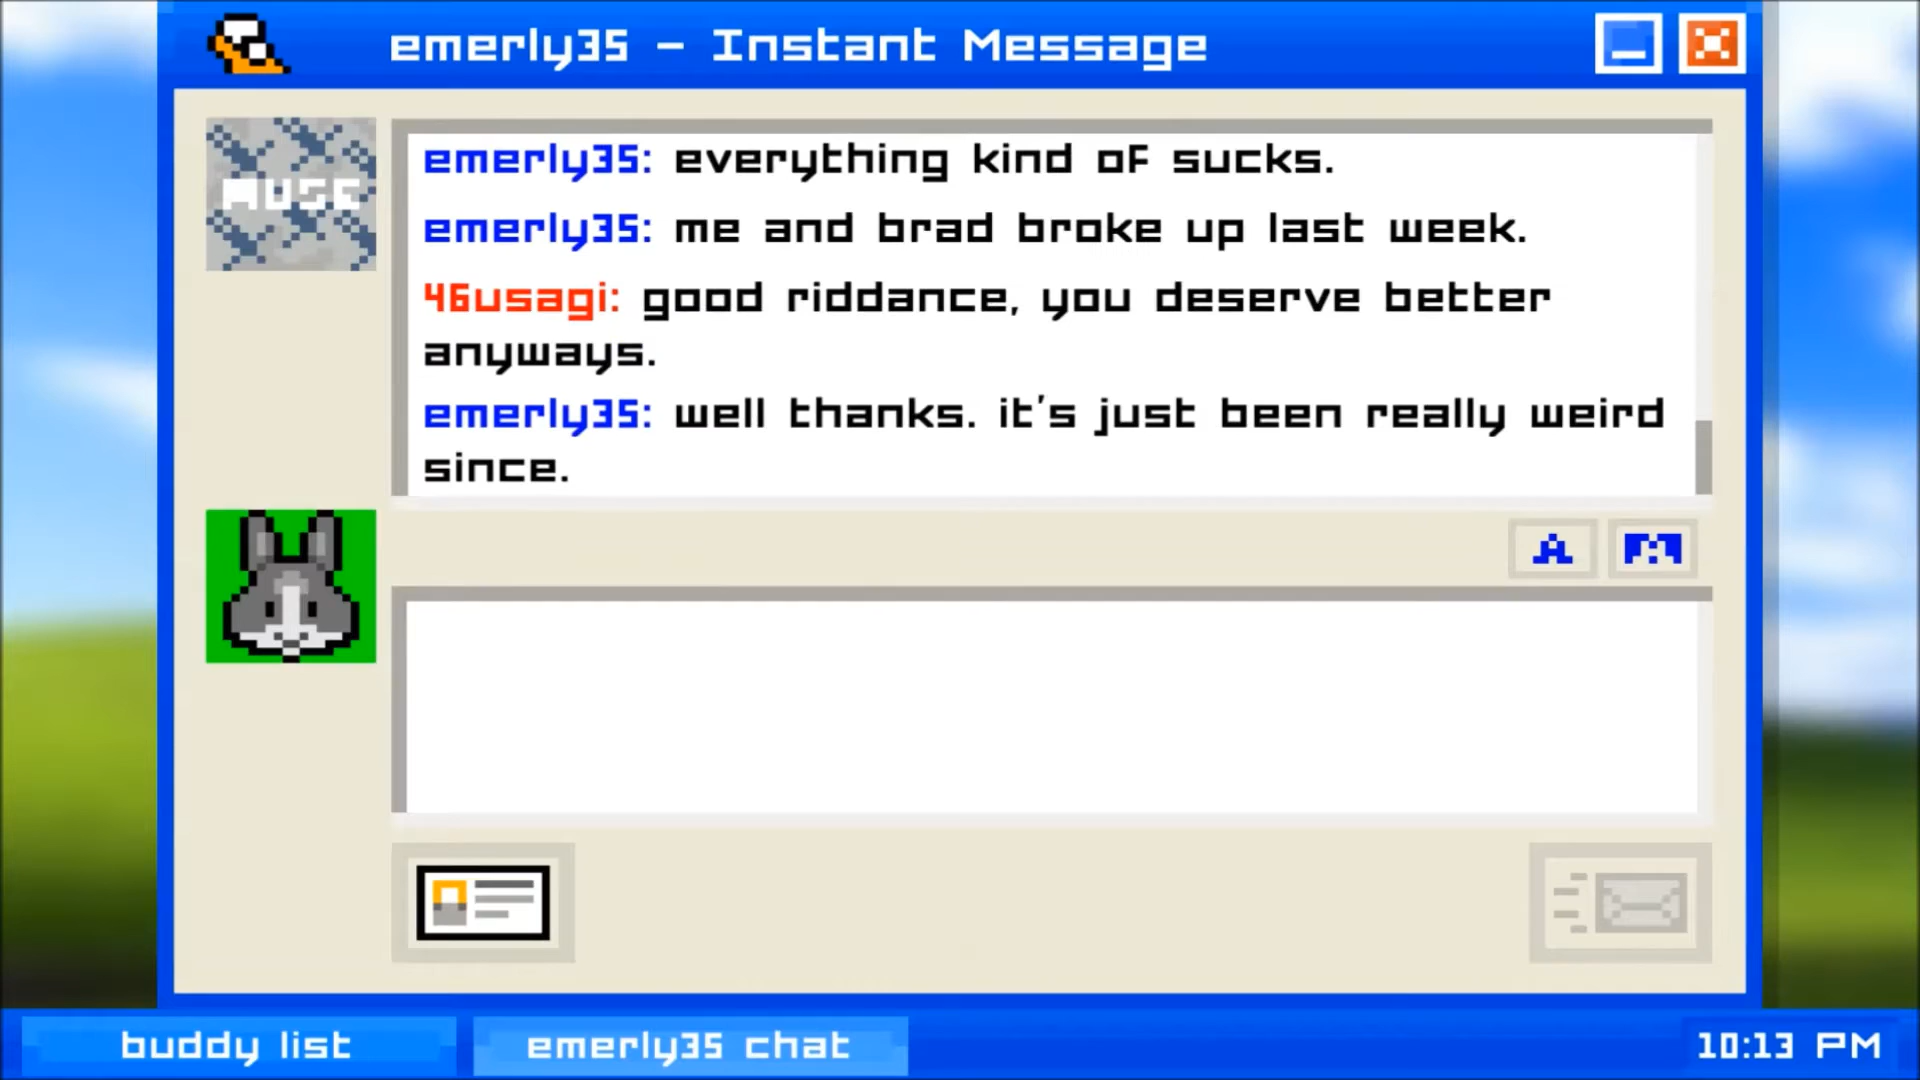 emerly35 - Instant Message
MUSE
emerly35: everything kind of sucks.
emerly35: me and brad broke up last week.
46usagi: good riddance, you deserve better
anyways.
emerly35: well thanks. it's just been really weird
since.
A
buddy list
emerly35 chat
10:13 PM